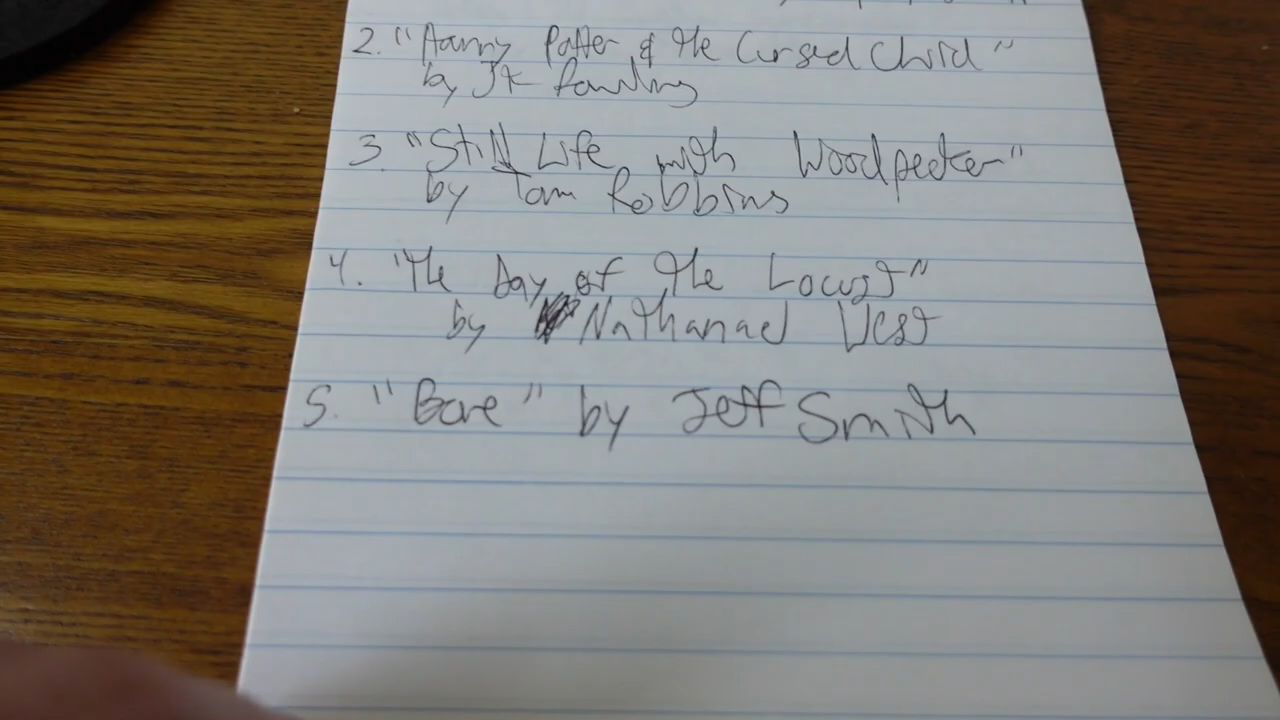 2. "Harry Potter & the Cursed Child"
by JK Rowling
3 "Still Life with Woodpecker"
by Tom Robbins
4. "The Day of the Locust"
by Nathanael West
5. "Bone" by Jeff Smith